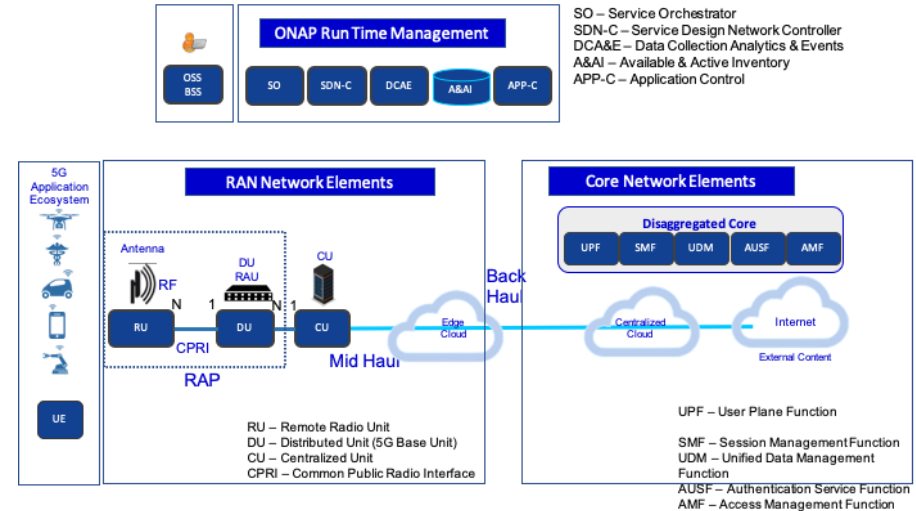 ONAP Run Time Management
OSS
BSS
SO
SDN-C
DCAE
A&AI
APP-C
SO – Service Orchestrator
SDN-C – Service Design Network Controller
DCA&E – Data Collection Analytics & Events
A&AI – Available & Active Inventory
APP-C – Application Control
5G
Application
Ecosystem
UE
RAN Network Elements
Antenna
RF
DU
RAU
CU
N
1
N
1
RU
DU
CU
CPRI
RAP
Mid Haul
Edge
Cloud
Back
Haul
RU – Remote Radio Unit
DU – Distributed Unit (5G Base Unit)
CU – Centralized Unit
CPRI – Common Public Radio Interface
Core Network Elements
Disaggregated Core
UPF
SMF
UDM
AUSF
AMF
Centralized
Cloud
Internet
External Content
UPF – User Plane Function
SMF – Session Management Function
UDM – Unified Data Management
Function
AUSF – Authentication Service Function
AMF – Access Management Function